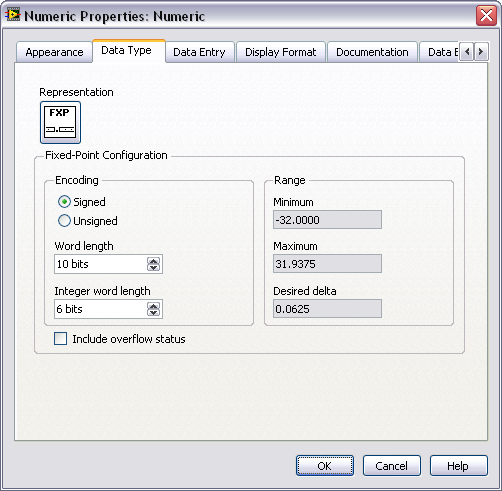 Numeric Properties: Numeric
Appearance Data Type Data Entry Display Format Documentation Data E
Representation
FXP
Fixed-Point Configuration
Encoding
Signed
Unsigned
Word length
10 bits
Integer word length
6 bits
Include overflow status
Range
Minimum
-32.0000
Maximum
31.9375
Desired delta
0.0625
OK Cancel Help